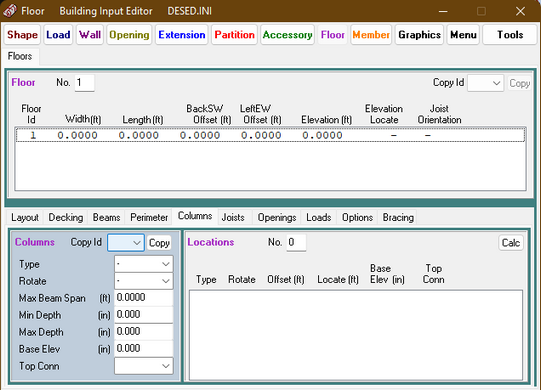 Floor Building Input Editor DESED.INI
Shape Load Wall Opening Extension Partition Accessory Floor Member Graphics Menu Tools
Floors
Floor No. 1 Copy Id Copy
Floor Id Width(ft) Length(ft) BackSW Offset (ft) LeftEW Offset (ft) Elevation (ft) Elevation Locate Joist Orientation
1 0.0000 0.0000 0.0000 0.0000 0.0000 – –
Layout Decking Beams Perimeter Columns Joists Openings Loads Options Bracing
Columns Copy Id Copy
Type -
Rotate -
Max Beam Span (ft) 0.0000
Min Depth (in) 0.000
Max Depth (in) 0.000
Base Elev (in) 0.000
Top Conn
Locations No. 0 Calc
Type Rotate Offset (ft) Locate (ft) Base Elev (in) Top Conn